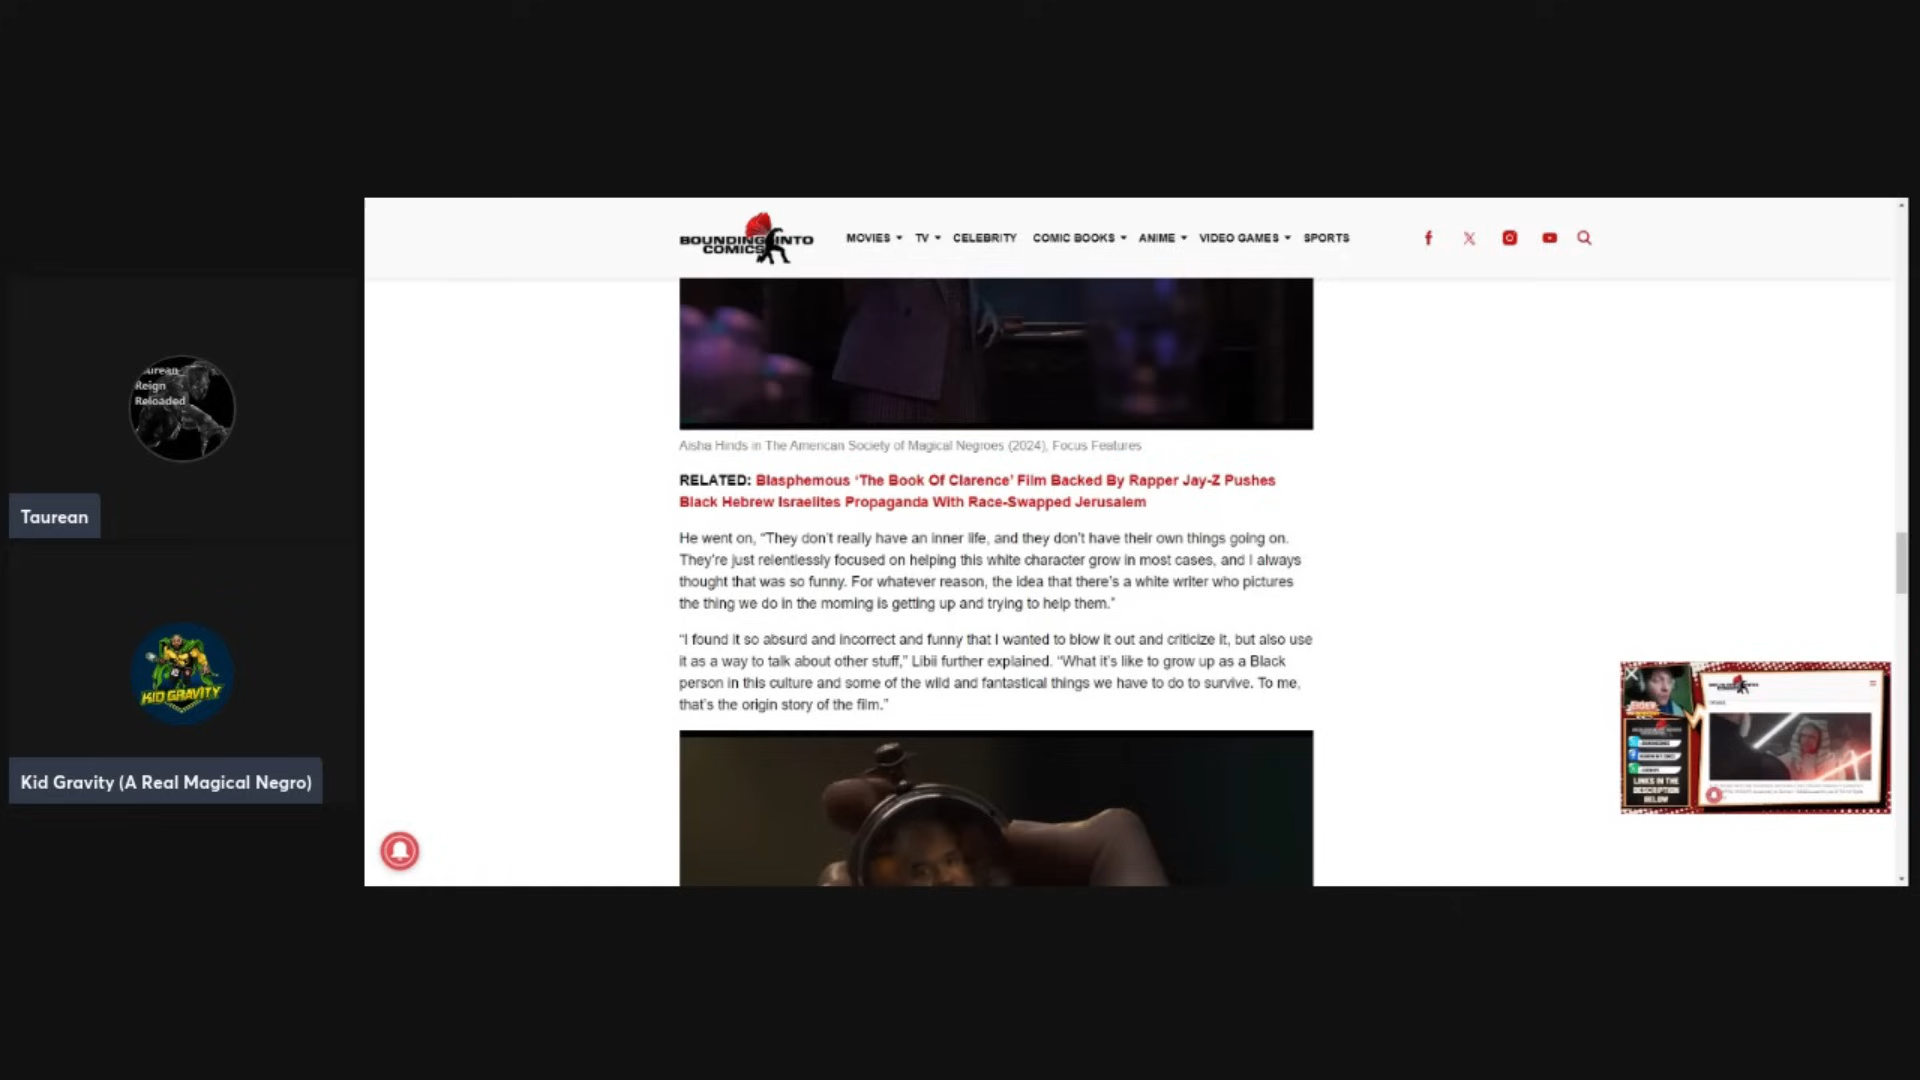 BOUNDING INTO
COMICS
MOVIES TV CELEBRITY COMIC BOOKS ANIME VIDEO GAMES SPORTS
Aisha Hinds in The American Society of Magical Negroes (2024), Focus Features
RELATED: Blasphemous ‘The Book Of Clarence’ Film Backed By Rapper Jay-Z Pushes
Black Hebrew Israelites Propaganda With Race-Swapped Jerusalem
He went on, “They don’t really have an inner life, and they don’t have their own things going on.
They’re just relentlessly focused on helping this white character grow in most cases, and I always
thought that was so funny. For whatever reason, the idea that there’s a white writer who pictures
the thing we do in the morning is getting up and trying to help them.”
“I found it so absurd and incorrect and funny that I wanted to blow it out and criticize it, but also use
it as a way to talk about other stuff,” Libii further explained. “What it’s like to grow up as a Black
person in this culture and some of the wild and fantastical things we have to do to survive. To me,
that’s the origin story of the film.”
Reign
Reloaded
Taurean
KID GRAVITY
Kid Gravity (A Real Magical Negro)
LINKS IN THE
DESCRIPTION
BELOW